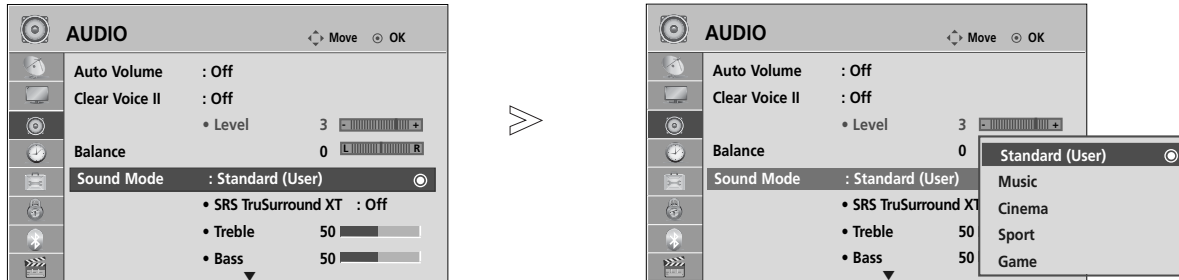 AUDIO Move OK
Auto Volume : Off
Clear Voice II : Off
• Level 3 - +
Balance 0 L R
Sound Mode : Standard (User)
• SRS TruSurround XT : Off
• Treble 50
• Bass 50
>
AUDIO Move OK
Auto Volume : Off
Clear Voice II : Off
• Level 3 - +
Balance 0
Sound Mode : Standard (User)
• SRS TruSurround XT
• Treble 50
• Bass 50
Standard (User)
Music
Cinema
Sport
Game